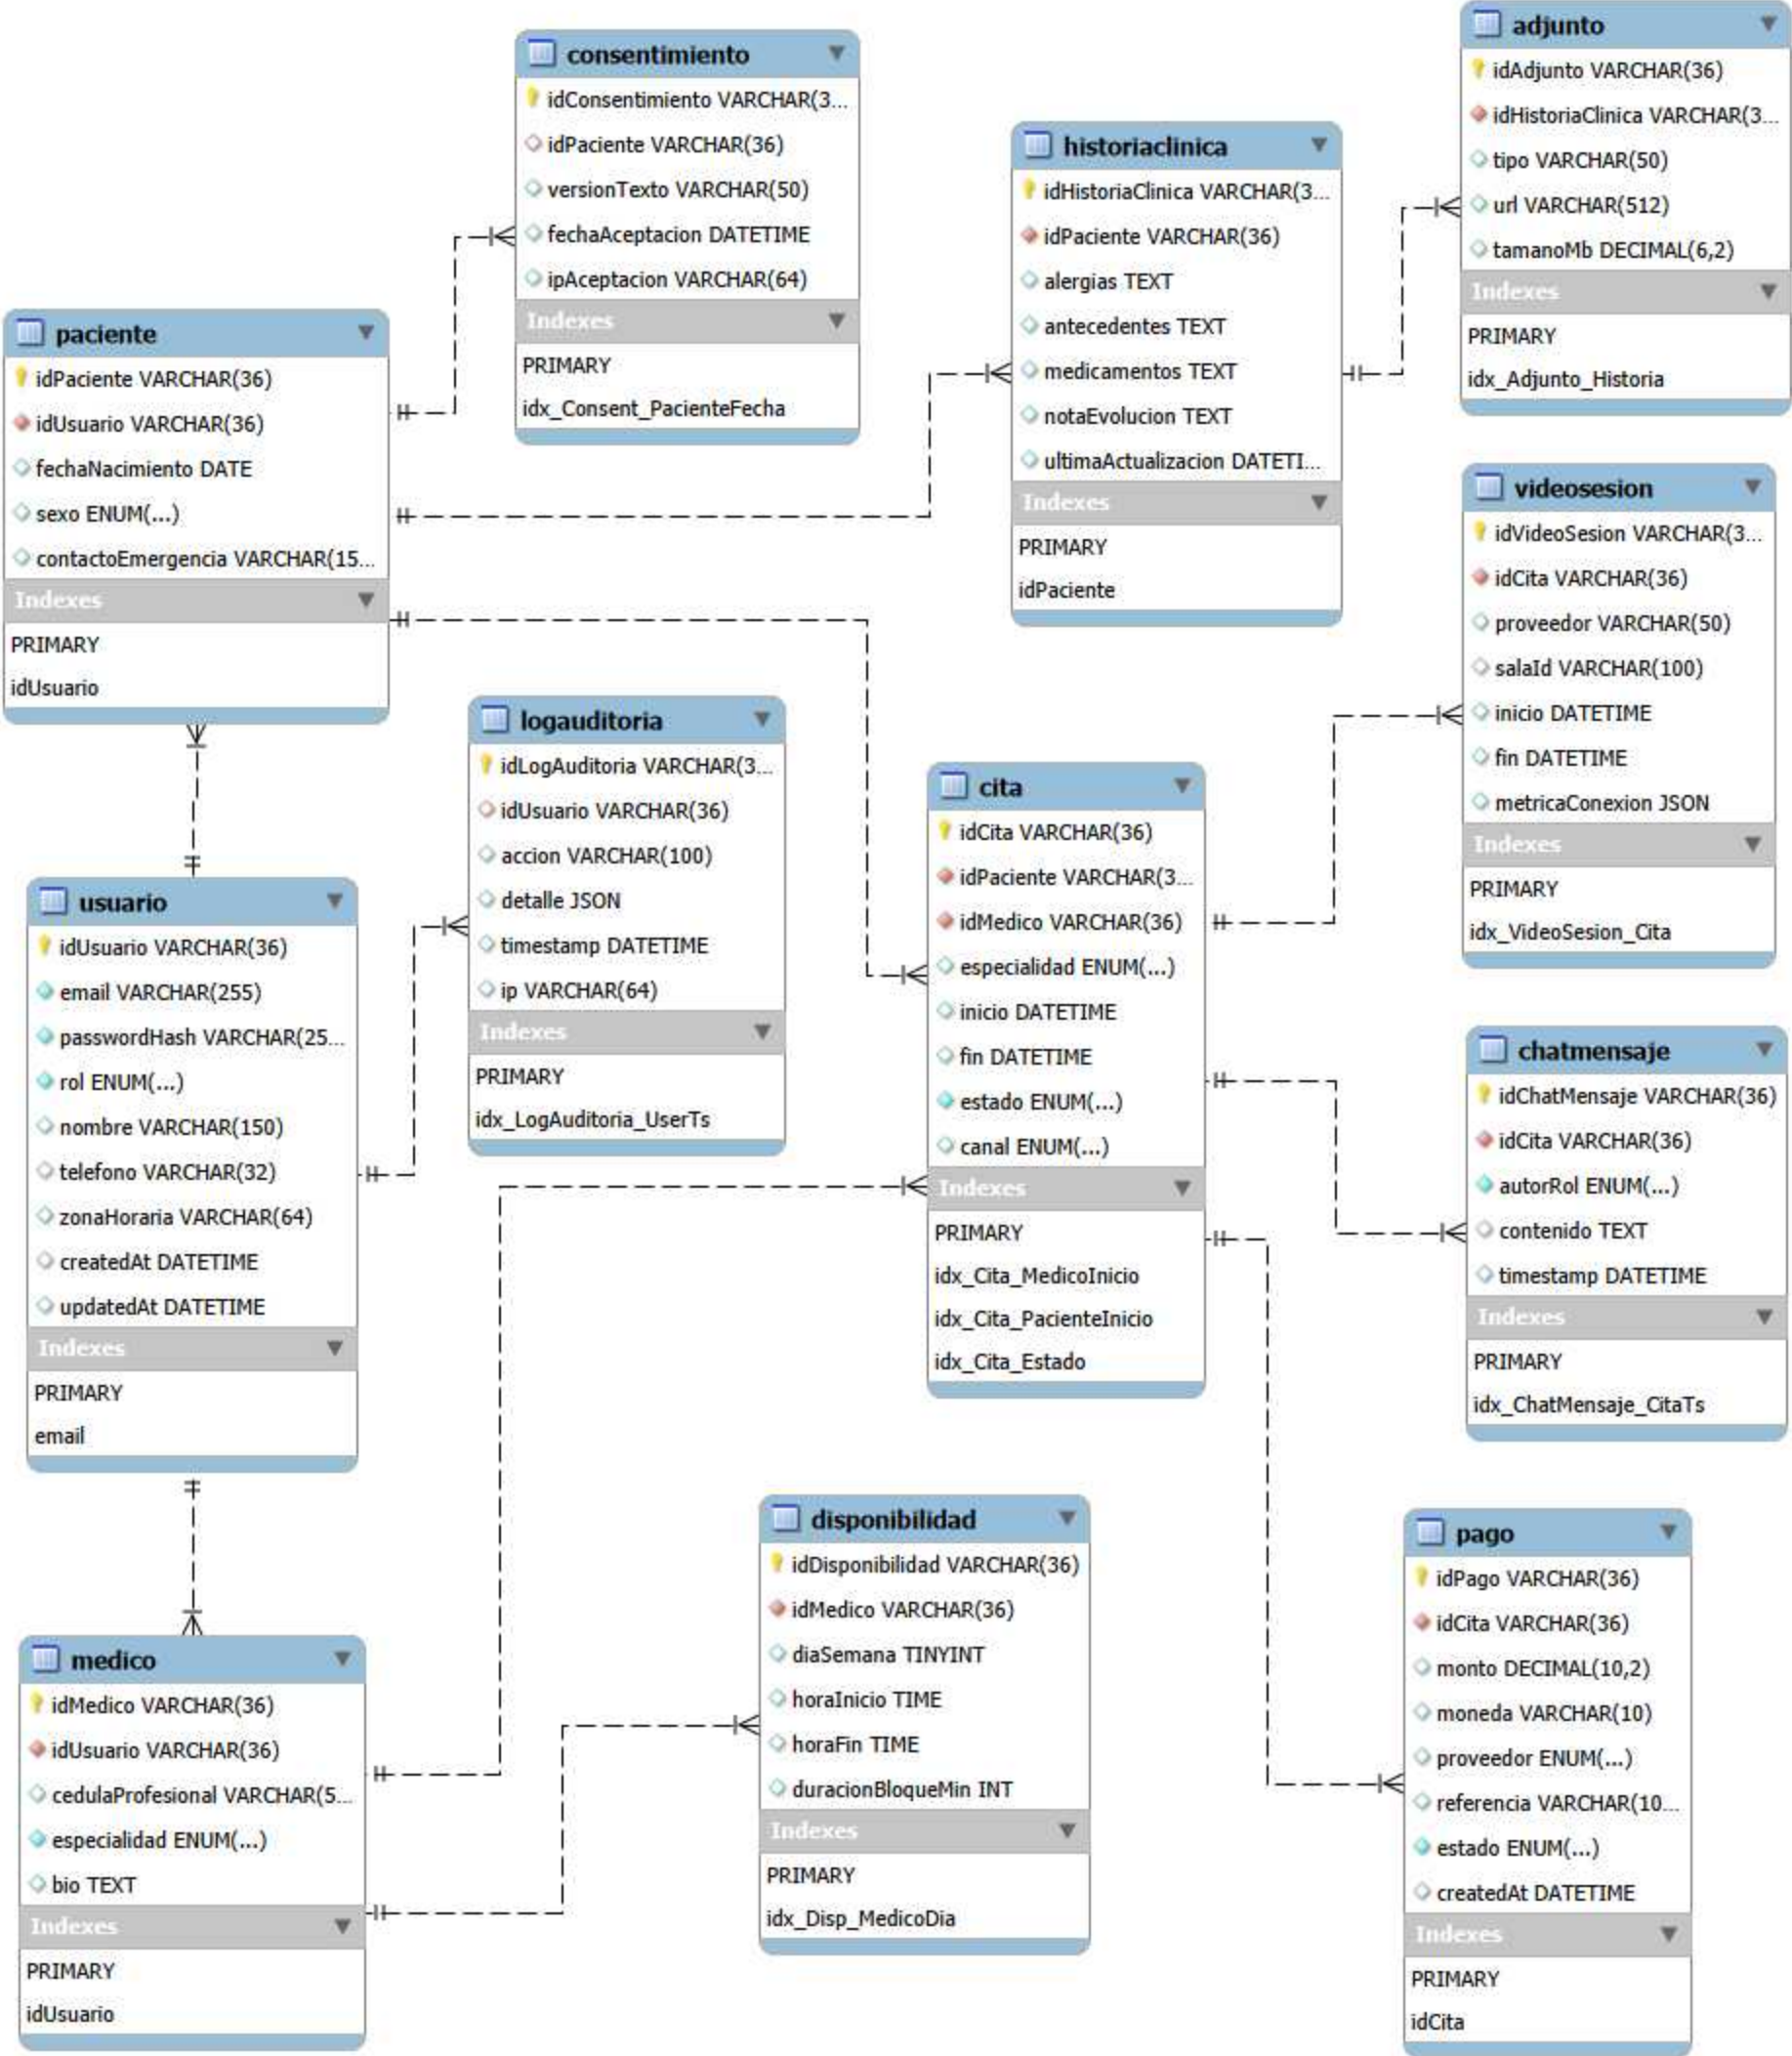 consentimiento
idConsentimiento VARCHAR(3...
idPaciente VARCHAR(36)
versionTexto VARCHAR(50)
fechaAceptacion DATETIME
ipAceptacion VARCHAR(64)
Indexes
PRIMARY
idx_Consent_PacienteFecha
adjunto
idAdjunto VARCHAR(36)
idHistoriaClinica VARCHAR(3...
tipo VARCHAR(50)
url VARCHAR(512)
tamanoMb DECIMAL(6,2)
Indexes
PRIMARY
idx_Adjunto_Historia
historiaclinica
idHistoriaClinica VARCHAR(3...
idPaciente VARCHAR(36)
alergias TEXT
antecedentes TEXT
medicamentos TEXT
notaEvolucion TEXT
ultimaActualizacion DATETI...
Indexes
PRIMARY
idPaciente
paciente
idPaciente VARCHAR(36)
idUsuario VARCHAR(36)
fechaNacimiento DATE
sexo ENUM(...)
contactoEmergencia VARCHAR(15...
Indexes
PRIMARY
idUsuario
videosesion
idVideoSesion VARCHAR(3...
idCita VARCHAR(36)
proveedor VARCHAR(50)
salaId VARCHAR(100)
inicio DATETIME
fin DATETIME
metricaConexion JSON
Indexes
PRIMARY
idx_VideoSesion_Cita
logauditoria
idLogAuditoria VARCHAR(3...
idUsuario VARCHAR(36)
accion VARCHAR(100)
detalle JSON
timestamp DATETIME
ip VARCHAR(64)
Indexes
PRIMARY
idx_LogAuditoria_UserTs
cita
idCita VARCHAR(36)
idPaciente VARCHAR(3...
idMedico VARCHAR(36)
especialidad ENUM(...)
inicio DATETIME
fin DATETIME
estado ENUM(...)
canal ENUM(...)
Indexes
PRIMARY
idx_Cita_MedicoInicio
idx_Cita_PacienteInicio
idx_Cita_Estado
usuario
idUsuario VARCHAR(36)
email VARCHAR(255)
passwordHash VARCHAR(25...
rol ENUM(...)
nombre VARCHAR(150)
telefono VARCHAR(32)
zonaHoraria VARCHAR(64)
createdAt DATETIME
updatedAt DATETIME
Indexes
PRIMARY
email
chatmensaje
idChatMensaje VARCHAR(36)
idCita VARCHAR(36)
autorRol ENUM(...)
contenido TEXT
timestamp DATETIME
Indexes
PRIMARY
idx_ChatMensaje_CitaTs
disponibilidad
idDisponibilidad VARCHAR(36)
idMedico VARCHAR(36)
diaSemana TINYINT
horaInicio TIME
horaFin TIME
duracionBloqueMin INT
Indexes
PRIMARY
idx_Disp_MedicoDia
pago
idPago VARCHAR(36)
idCita VARCHAR(36)
monto DECIMAL(10,2)
moneda VARCHAR(10)
proveedor ENUM(...)
referencia VARCHAR(10...
estado ENUM(...)
createdAt DATETIME
Indexes
PRIMARY
idCita
medico
idMedico VARCHAR(36)
idUsuario VARCHAR(36)
cedulaProfesional VARCHAR(5...
especialidad ENUM(...)
bio TEXT
Indexes
PRIMARY
idUsuario